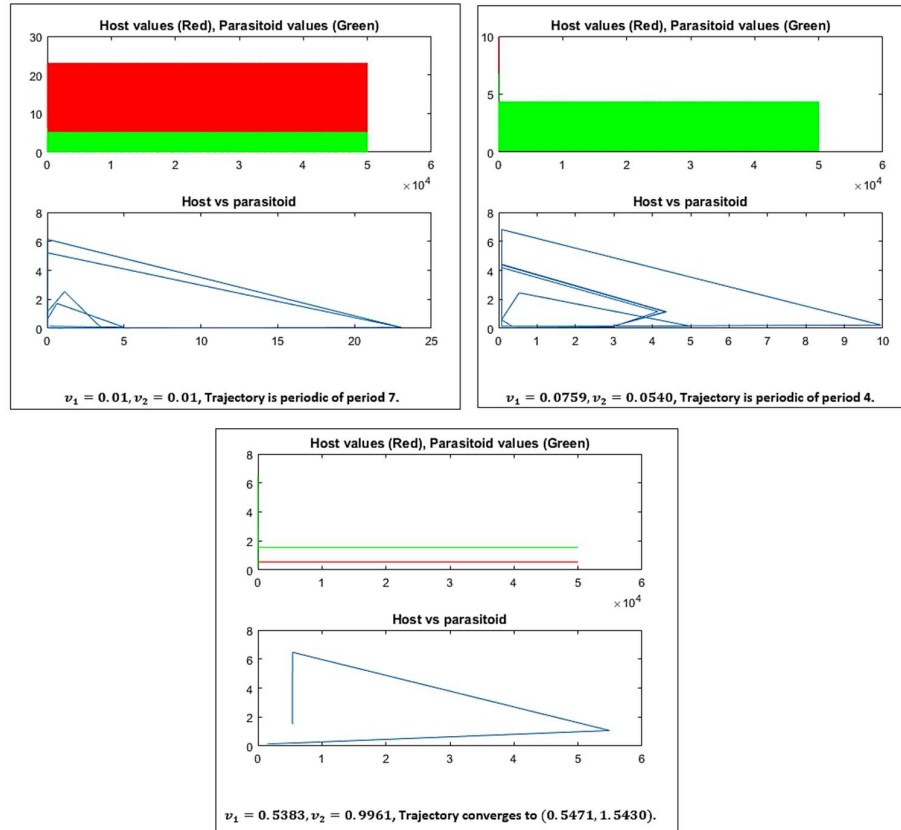 Host values (Red), Parasitoid values (Green)
30
20
10
0
0 1 2 3 4 5 6
×10⁴
Host vs parasitoid
8
6
4
2
0
0 5 10 15 20 25
v₁ = 0.01, v₂ = 0.01, Trajectory is periodic of period 7.
Host values (Red), Parasitoid values (Green)
10
5
0
0 1 2 3 4 5 6
×10⁴
Host vs parasitoid
8
6
4
2
0
0 1 2 3 4 5 6 7 8 9 10
v₁ = 0.0759, v₂ = 0.0540, Trajectory is periodic of period 4.
Host values (Red), Parasitoid values (Green)
8
6
4
2
0
0 1 2 3 4 5 6
×10⁴
Host vs parasitoid
8
6
4
2
0
0 1 2 3 4 5 6
v₁ = 0.5383, v₂ = 0.9961, Trajectory converges to (0.5471, 1.5430).